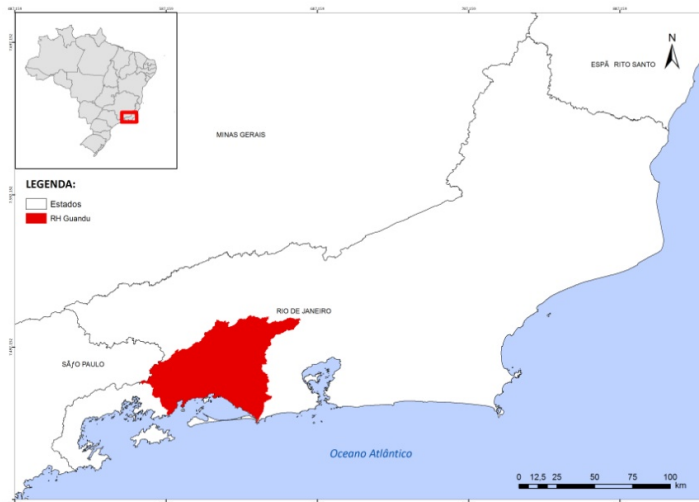 N
ESPÃ RITO SANTO
MINAS GERAIS
LEGENDA:
Estados
RH Guandu
RIO DE JANEIRO
SÃƒO PAULO
Oceano Atlântico
0 12,5 25 50 75 100
km